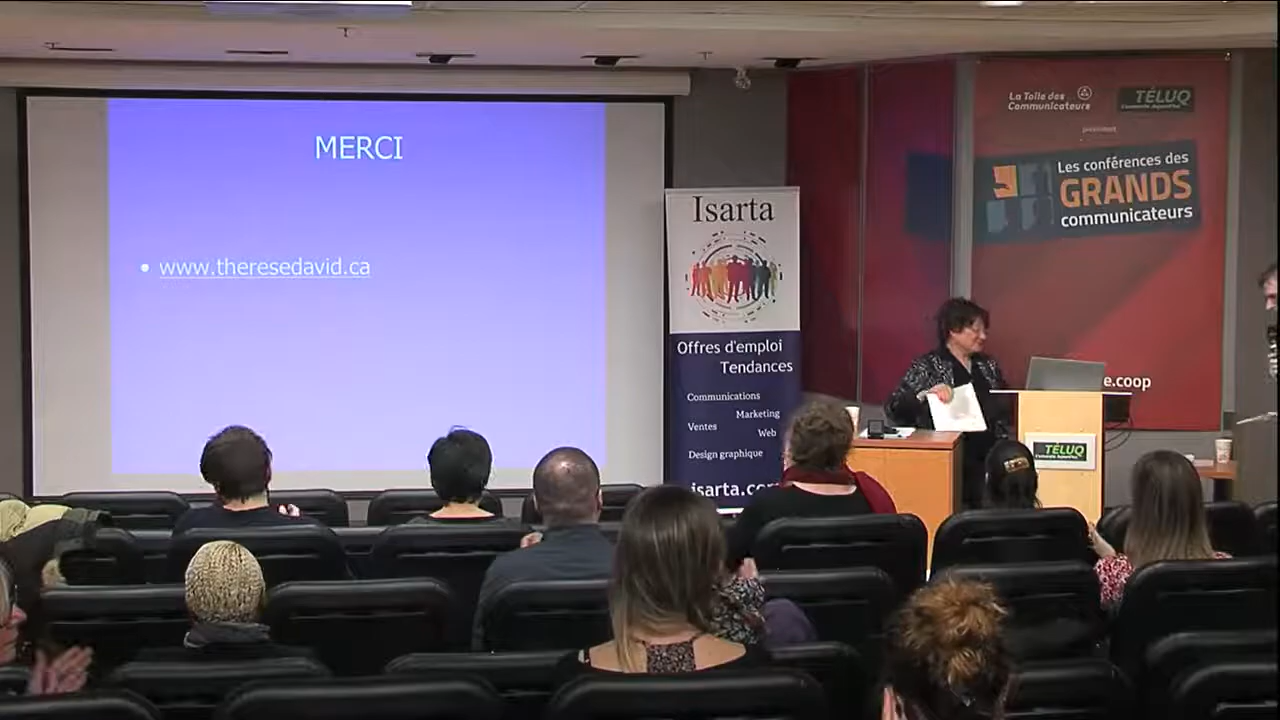 MERCI
• www.theresedavid.ca
Isarta
Offres d'emploi
Tendances
Communications
Marketing
Ventes
Web
Design graphique
isarta.com
La Toile des
Communicateurs
TÉLUQ
présentent
Les conférences des
GRANDS
communicateurs
e.coop
TÉLUQ